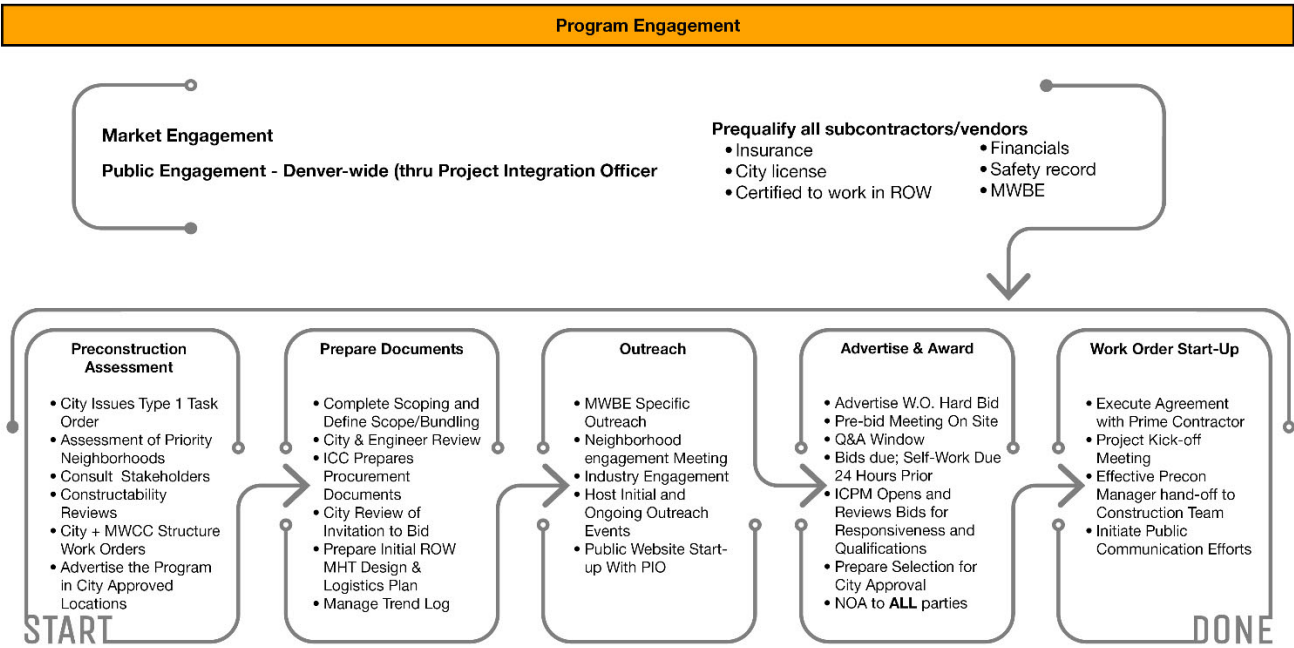 Program Engagement
Market Engagement
Public Engagement - Denver-wide (thru Project Integration Officer
Prequalify all subcontractors/vendors
• Insurance
• City license
• Certified to work in ROW
• Financials
• Safety record
• MWBE
Preconstruction
Assessment
• City Issues Type 1 Task
Order
• Assessment of Priority
Neighborhoods
• Consult Stakeholders
• Constructability
Reviews
• City + MWCC Structure
Work Orders
• Advertise the Program
in City Approved
Locations
START
Prepare Documents
• Complete Scoping and
Define Scope/Bundling
• City & Engineer Review
• ICC Prepares
Procurement
Documents
• City Review of
Invitation to Bid
• Prepare Initial ROW
MHT Design &
Logistics Plan
• Manage Trend Log
Outreach
• MWBE Specific
Outreach
• Neighborhood
engagement Meeting
• Industry Engagement
• Host Initial and
Ongoing Outreach
Events
• Public Website Start-
up With PIO
Advertise & Award
• Advertise W.O. Hard Bid
• Pre-bid Meeting On Site
• Q&A Window
• Bids due; Self-Work Due
24 Hours Prior
• ICPM Opens and
Reviews Bids for
Responsiveness and
Qualifications
• Prepare Selection for
City Approval
• NOA to ALL parties
Work Order Start-Up
• Execute Agreement
with Prime Contractor
• Project Kick-off
Meeting
• Effective Precon
Manager hand-off to
Construction Team
• Initiate Public
Communication Efforts
DONE